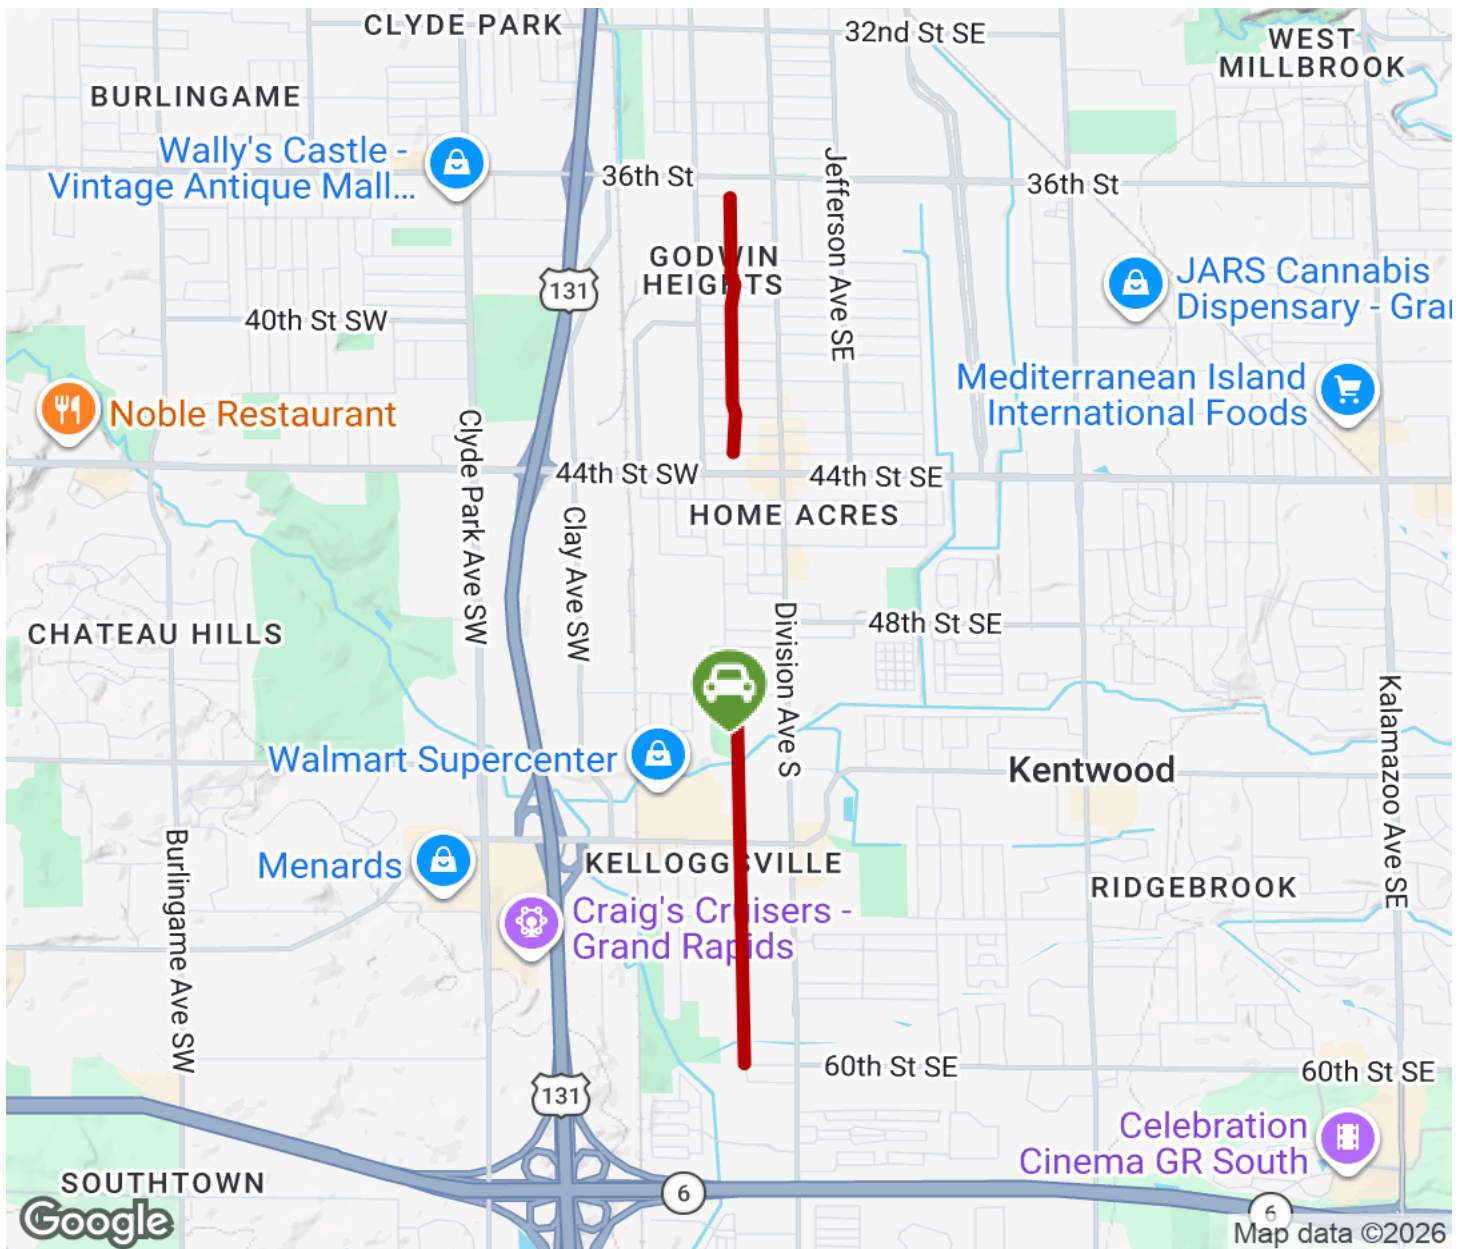 CLYDE PARK
32nd St SE
WEST
MILLBROOK
BURLINGAME
Wally's Castle -
Vintage Antique Mall...
36th St
36th St
Jefferson Ave SE
GODWIN
HEIGHTS
131
JARS Cannabis
Dispensary - Gra
40th St SW
Mediterranean Island
International Foods
Noble Restaurant
Clyde Park Ave SW
44th St SW
44th St SE
HOME ACRES
Clay Ave SW
Division Ave S
48th St SE
CHATEAU HILLS
Kalamazoo Ave SE
Walmart Supercenter
Kentwood
Burlingame Ave SW
Menards
KELLOGGSVILLE
RIDGEBROOK
Craig's Cruisers -
Grand Rapids
60th St SE
60th St SE
131
Celebration
Cinema GR South
SOUTHTOWN
6
6
Google
Map data ©2026